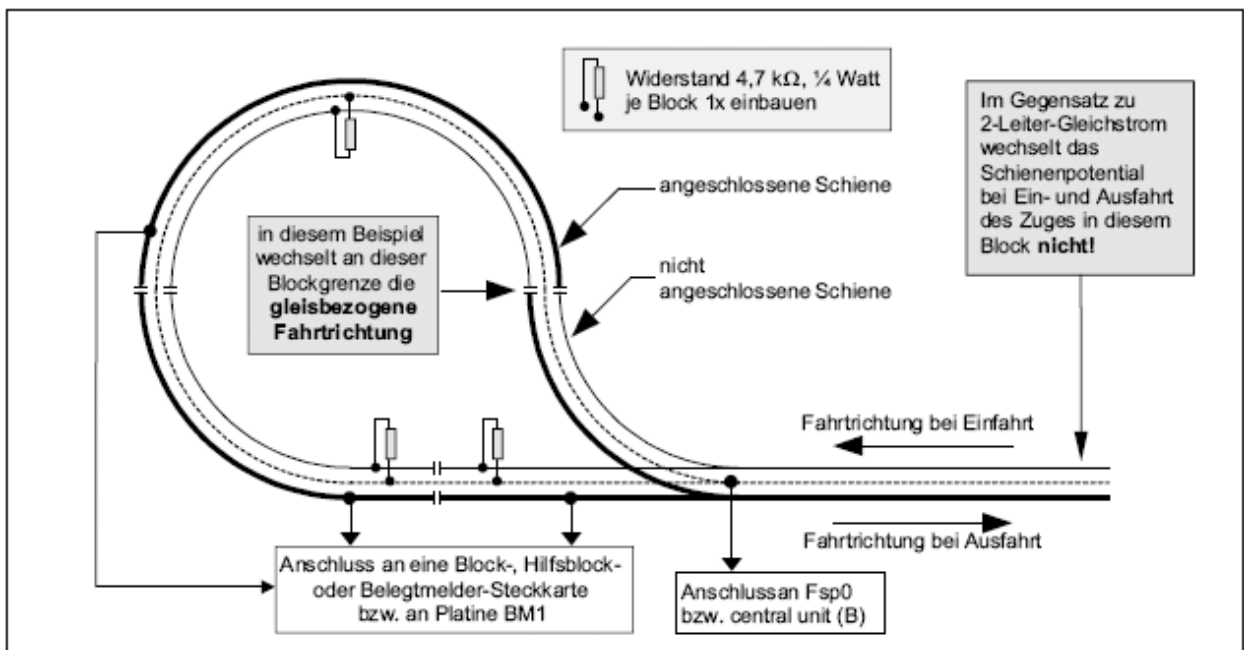 Widerstand 4,7 kΩ, ¼ Watt
je Block 1x einbauen
Im Gegensatz zu
2-Leiter-Gleichstrom
wechselt das
Schienenpotential
bei Ein- und Ausfahrt
des Zuges in diesem
Block nicht!
angeschlossene Schiene
in diesem Beispiel
wechselt an dieser
Blockgrenze die
gleisbezogene
Fahrtrichtung
nicht
angeschlossene Schiene
Fahrtrichtung bei Einfahrt
Fahrtrichtung bei Ausfahrt
Anschluss an eine Block-, Hilfsblock-
oder Belegtmelder-Steckkarte
bzw. an Platine BM1
Anschlussan Fsp0
bzw. central unit (B)